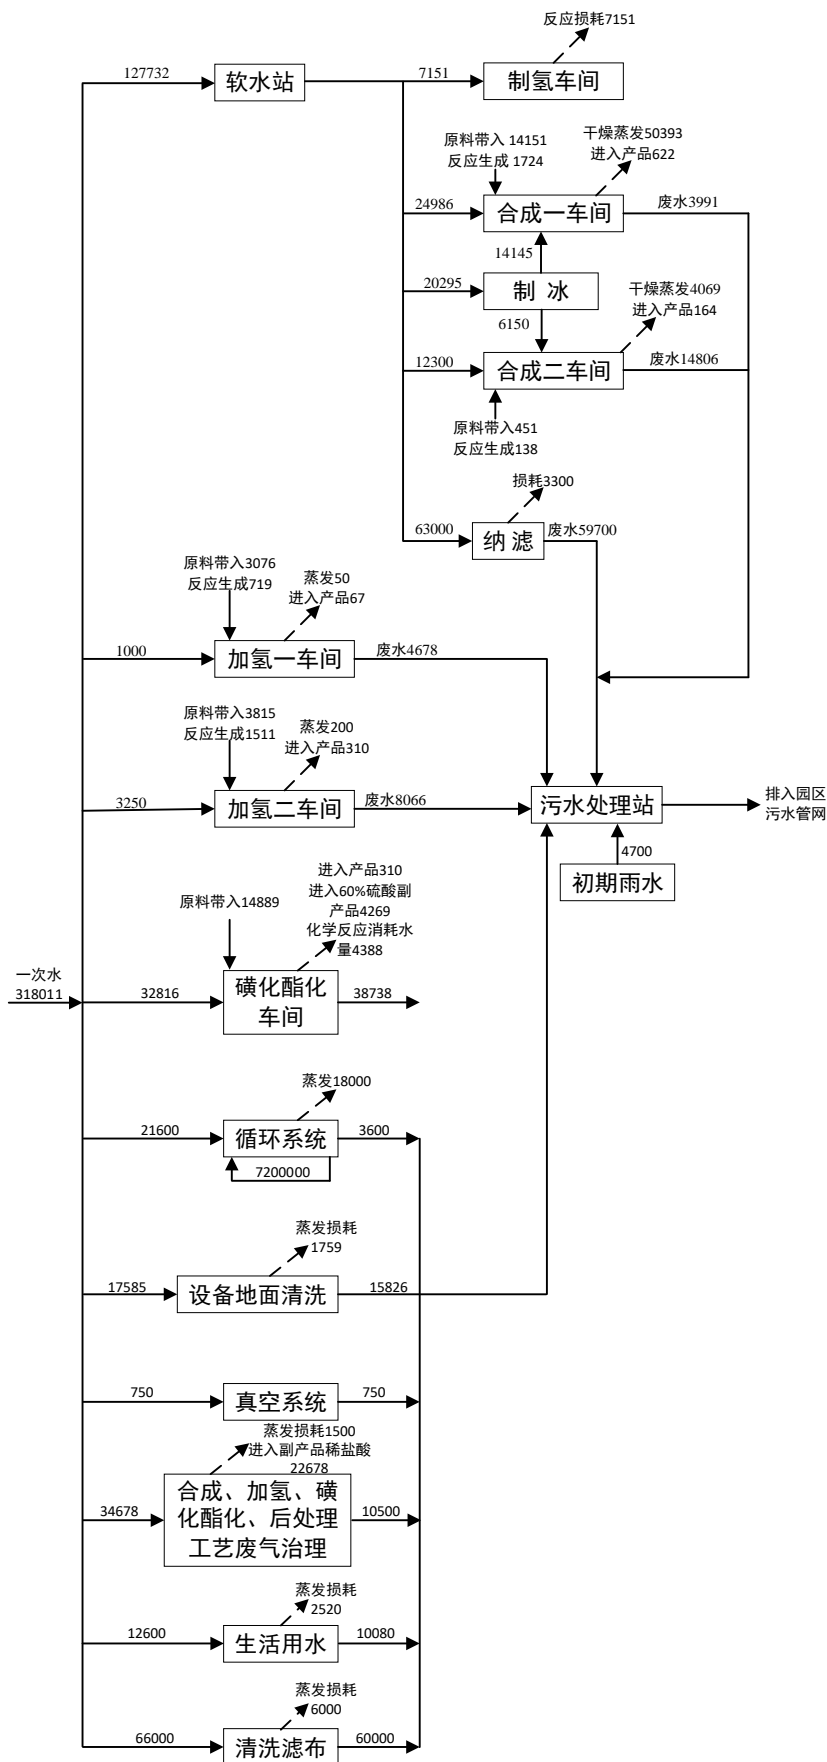 反应损耗7151
127732
软水站
7151
制氢车间
原料带入 14151
反应生成 1724
干燥蒸发50393
进入产品622
24986
合成一车间
废水3991
14145
20295
制 冰
6150
干燥蒸发4069
进入产品164
12300
合成二车间
废水14806
原料带入451
反应生成138
损耗3300
63000
纳 滤
废水59700
原料带入3076
反应生成719
蒸发50
进入产品67
1000
加氢一车间
废水4678
原料带入3815
反应生成1511
蒸发200
进入产品310
3250
加氢二车间
废水8066
污水处理站
排入园区
污水管网
4700
初期雨水
原料带入14889
进入产品310
进入60%硫酸副
产品4269
化学反应消耗水
量4388
一次水
318011
32816
磺化酯化
车间
38738
蒸发18000
21600
循环系统
3600
7200000
蒸发损耗
1759
17585
设备地面清洗
15826
750
真空系统
750
蒸发损耗1500
进入副产品稀盐酸
22678
34678
合成、加氢、磺
化酯化、后处理
工艺废气治理
10500
蒸发损耗
2520
12600
生活用水
10080
蒸发损耗
6000
66000
清洗滤布
60000